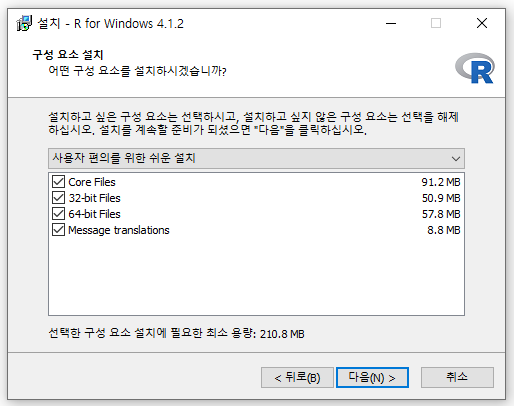 설치 - R for Windows 4.1.2
구성 요소 설치
어떤 구성 요소를 설치하시겠습니까?
R
설치하고 싶은 구성 요소는 선택하시고, 설치하고 싶지 않은 구성 요소는 선택을 해제
하십시오. 설치를 계속할 준비가 되셨으면 "다음"을 클릭하십시오.
사용자 편의를 위한 쉬운 설치
Core Files 91.2 MB
32-bit Files 50.9 MB
64-bit Files 57.8 MB
Message translations 8.8 MB
선택한 구성 요소 설치에 필요한 최소 용량: 210.8 MB
< 뒤로(B) 다음(N) > 취소